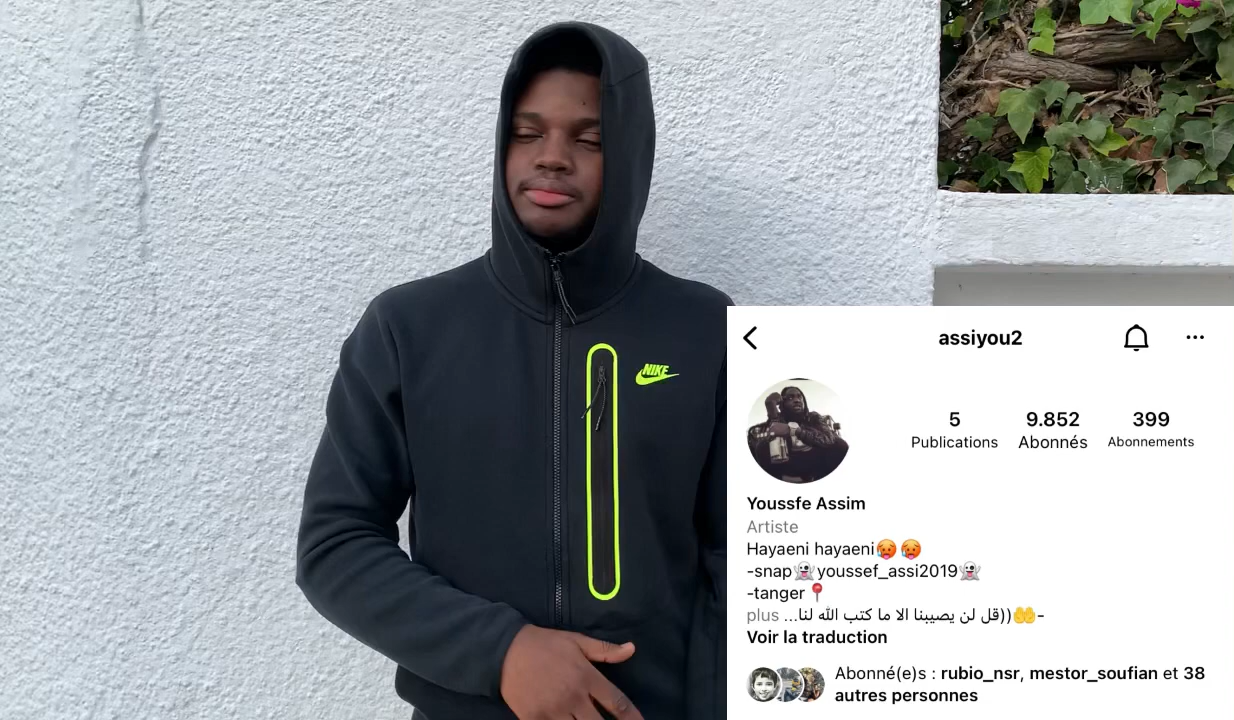 NIKE
assiyou2
5 9.852 399
Publications Abonnés Abonnements
Youssfe Assim
Artiste
Hayaeni hayaeni🥵🥵
-snap👻youssef_assi2019👻
-tanger📍
-🤲((قل لن يصيبنا الا ما كتب الله لنا... plus
Voir la traduction
Abonné(e)s : rubio_nsr, mestor_soufian et 38
autres personnes